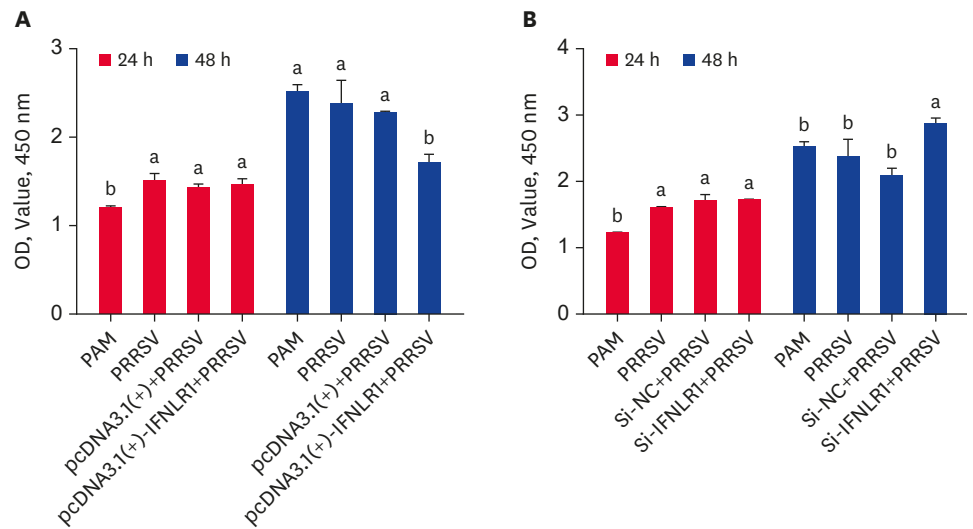 A
OD, Value, 450 nm
3
2
1
0
24 h
48 h
b
a
a
a
a
a
a
b
PAM
PRRSV
pcDNA3.1(+)+PRRSV
pcDNA3.1(+)-IFNLR1+PRRSV
PAM
PRRSV
pcDNA3.1(+)+PRRSV
pcDNA3.1(+)-IFNLR1+PRRSV
B
OD, Value, 450 nm
4
3
2
1
0
24 h
48 h
b
a
a
a
b
b
b
a
PAM
PRRSV
Si-NC+PRRSV
Si-IFNLR1+PRRSV
PAM
PRRSV
Si-NC+PRRSV
Si-IFNLR1+PRRSV